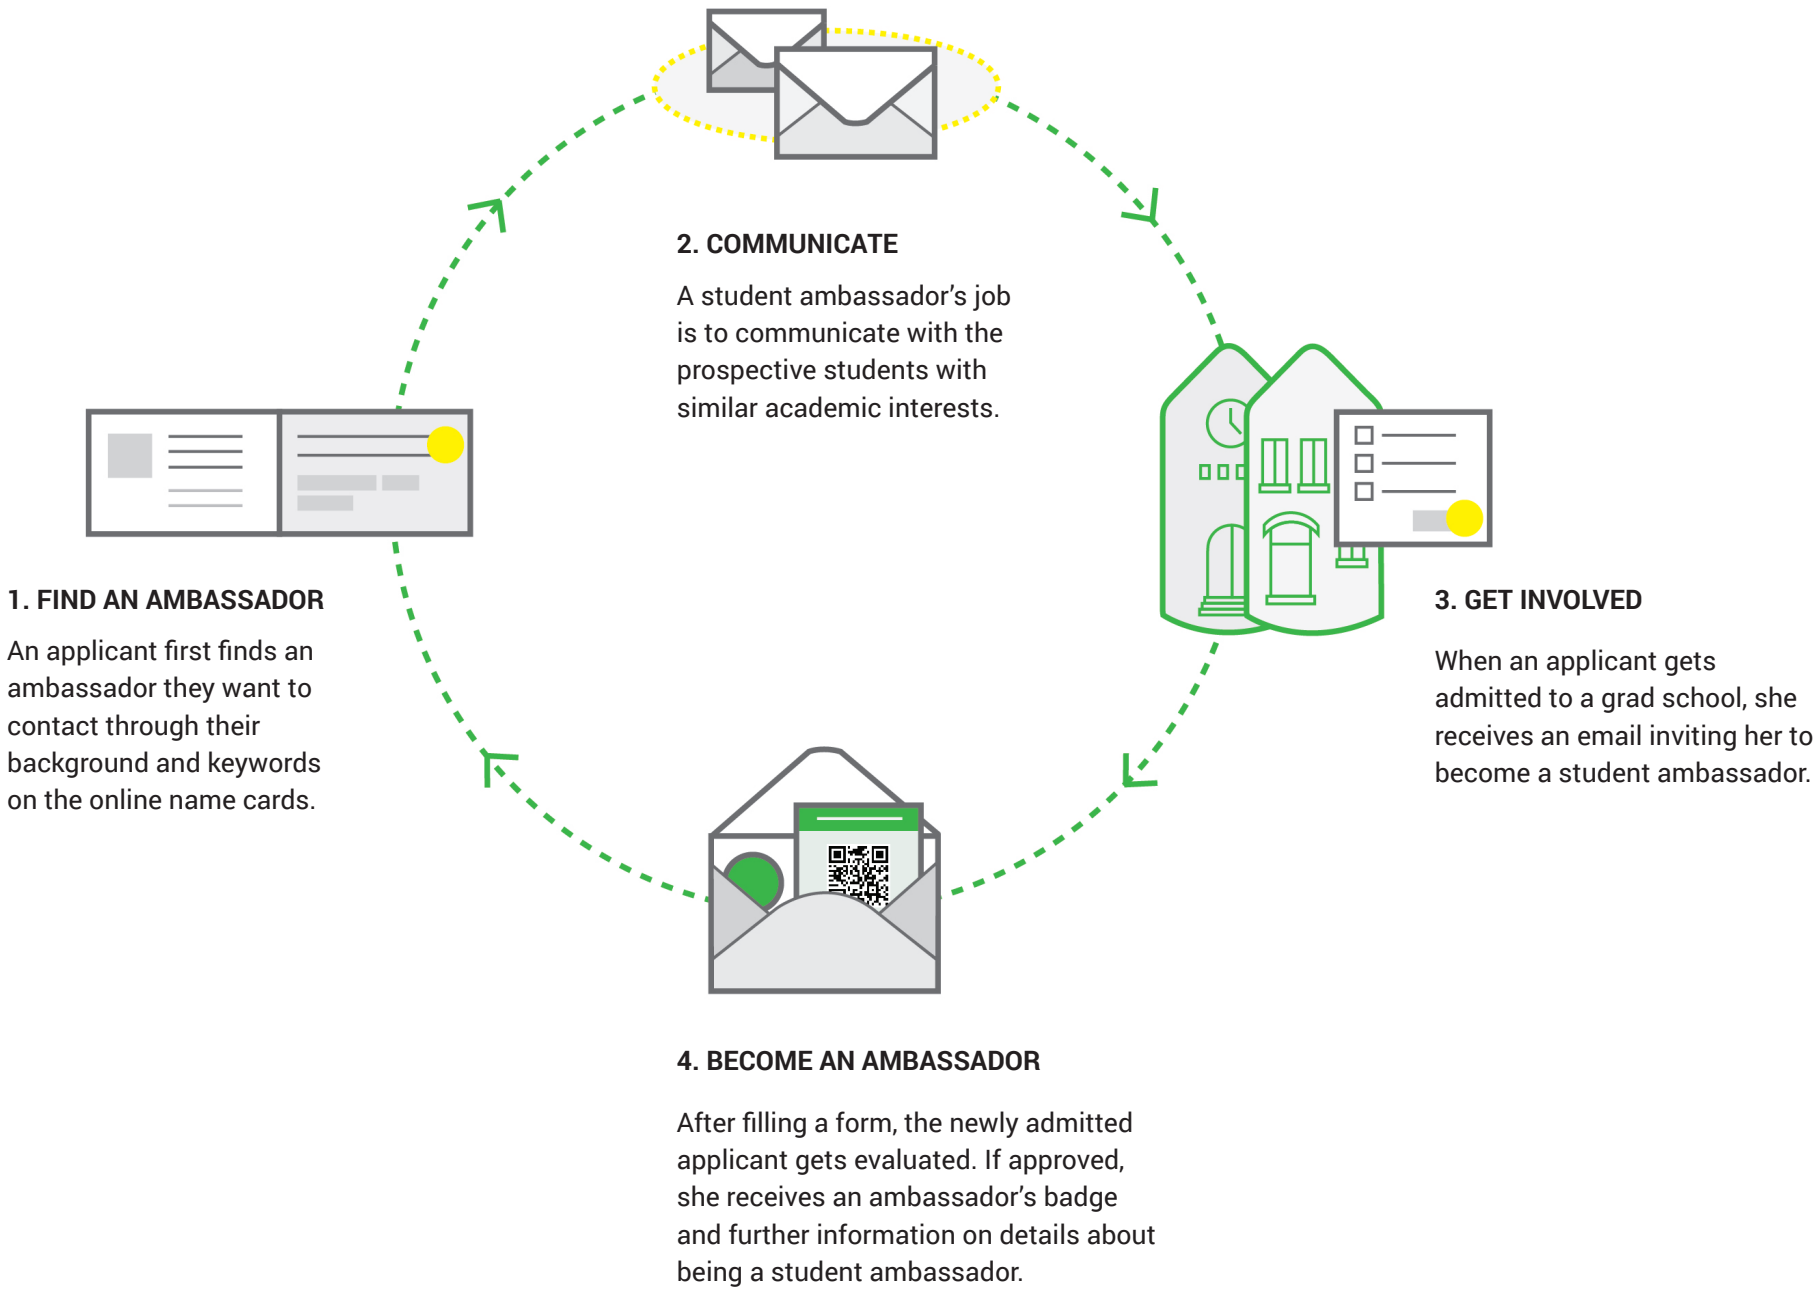 1. FIND AN AMBASSADOR
An applicant first finds an
ambassador they want to
contact through their
background and keywords
on the online name cards.
2. COMMUNICATE
A student ambassador’s job
is to communicate with the
prospective students with
similar academic interests.
3. GET INVOLVED
When an applicant gets
admitted to a grad school, she
receives an email inviting her to
become a student ambassador.
4. BECOME AN AMBASSADOR
After filling a form, the newly admitted
applicant gets evaluated. If approved,
she receives an ambassador’s badge
and further information on details about
being a student ambassador.